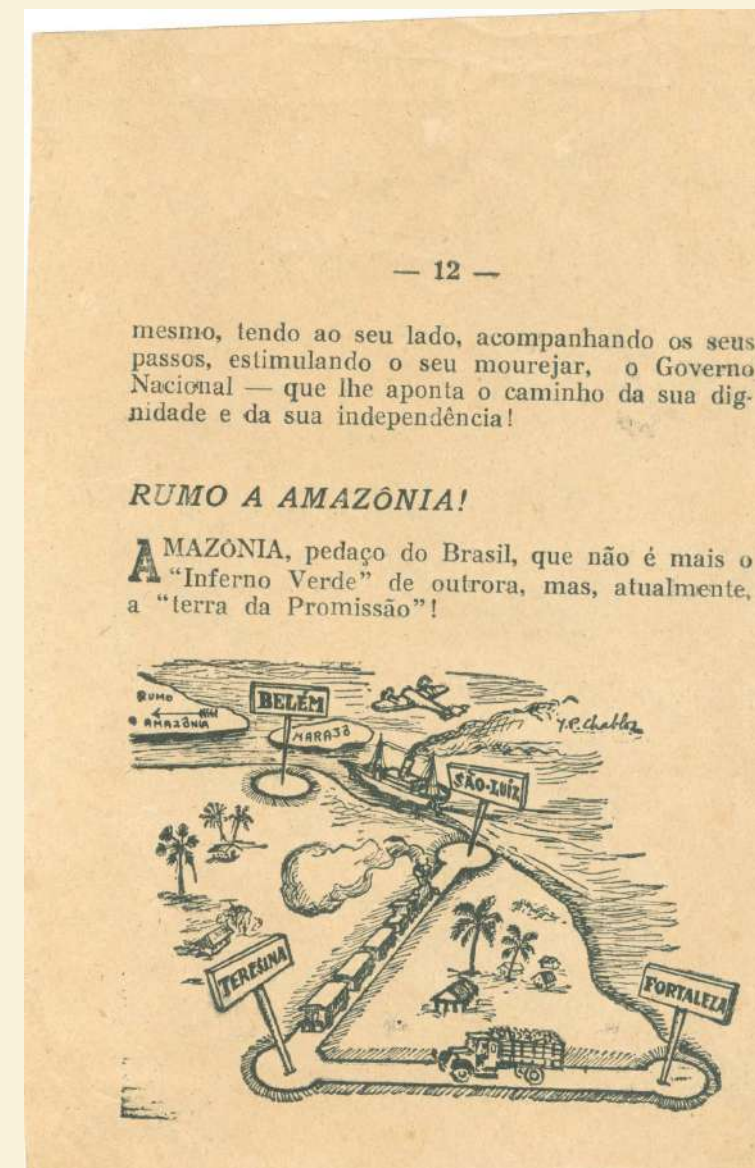 — 12 —
mesmo, tendo ao seu lado, acompanhando os seus
passos, estimulando o seu mourejar, o Governo
Nacional — que lhe aponta o caminho da sua dig-
nidade e da sua independência!
RUMO A AMAZÔNIA!
AMAZÔNIA, pedaço do Brasil, que não é mais o
"Inferno Verde" de outrora, mas, atualmente,
a "terra da Promissão"!
RUMO
A AMAZÔNIA
BELÉM
MARAJÓ
J.P. Chabloz
SÃO-LUÍZ
TERESINA
FORTALEZA